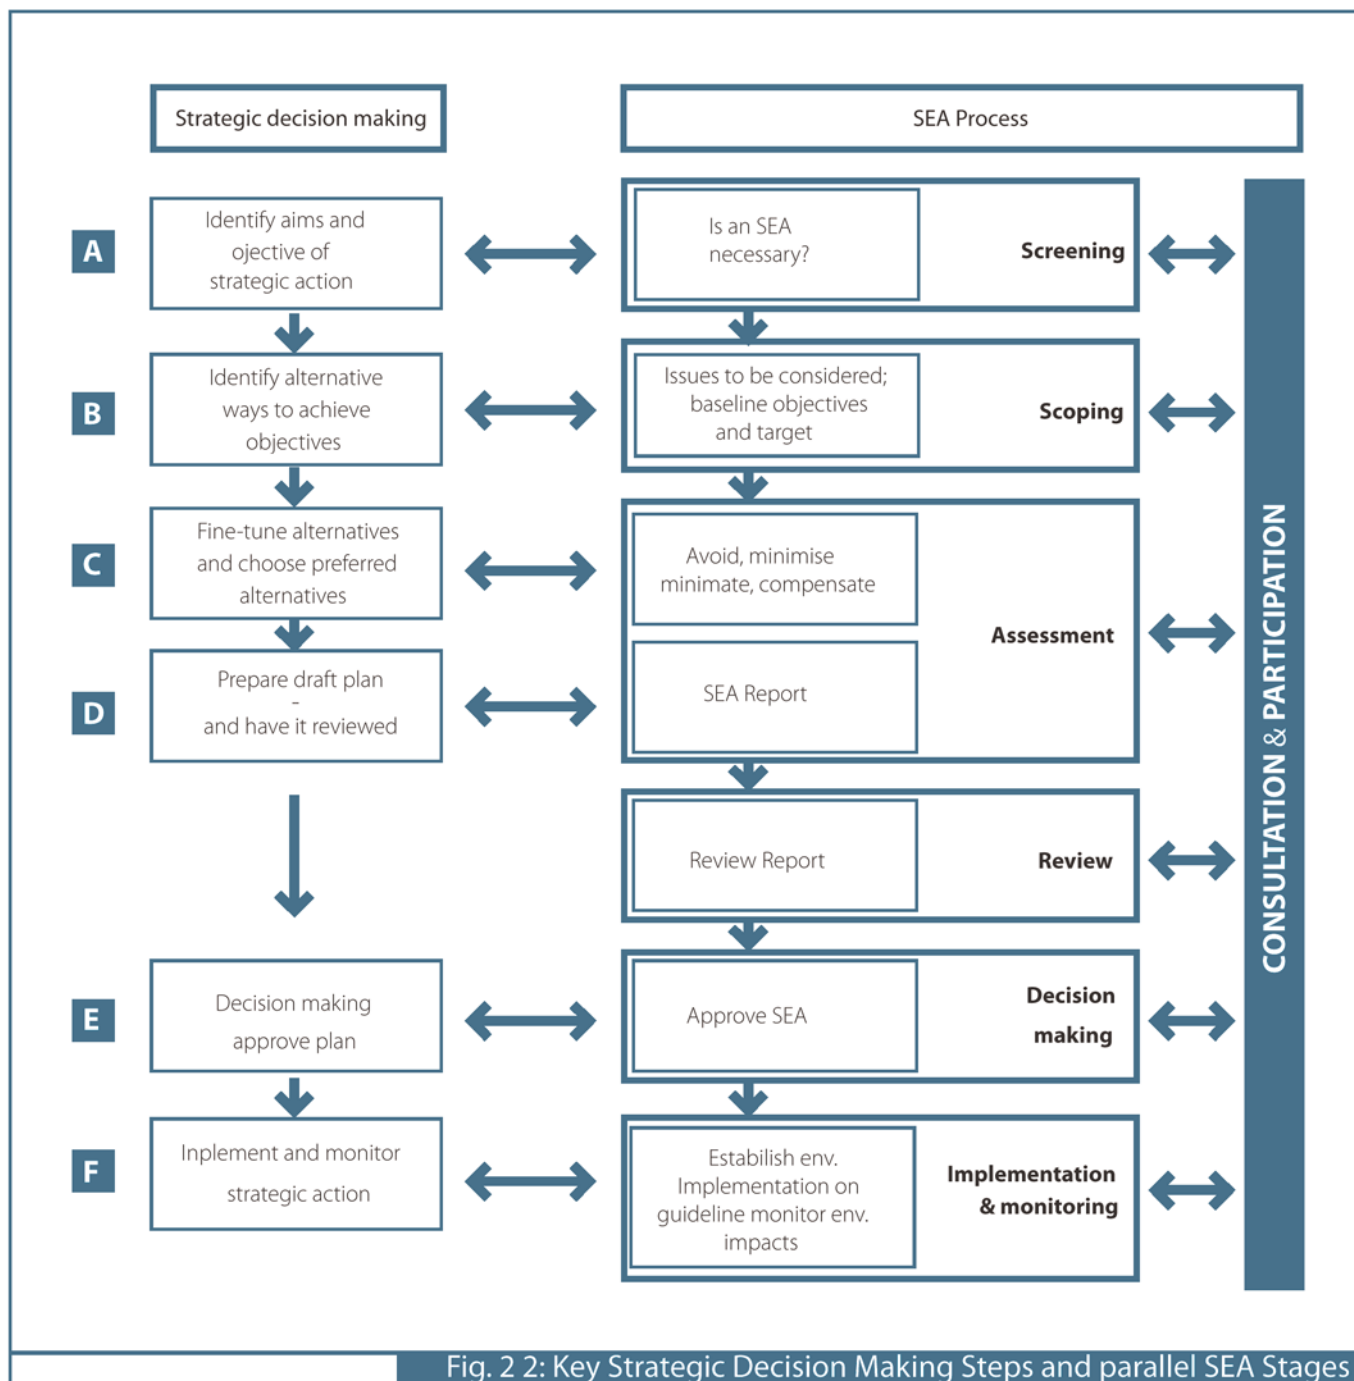 Strategic decision making
SEA Process
A
Identify aims and
ojective of
strategic action
Is an SEA
necessary?
Screening
B
Identify alternative
ways to achieve
objectives
Issues to be considered;
baseline objectives
and target
Scoping
C
Fine-tune alternatives
and choose preferred
alternatives
Avoid, minimise
minimate, compensate
Assessment
D
Prepare draft plan
-
and have it reviewed
SEA Report
Review Report
Review
E
Decision making
approve plan
Approve SEA
Decision
making
F
Inplement and monitor
strategic action
Estabilish env.
Implementation on
guideline monitor env.
impacts
Implementation
& monitoring
CONSULTATION & PARTICIPATION
Fig. 2 2: Key Strategic Decision Making Steps and parallel SEA Stages